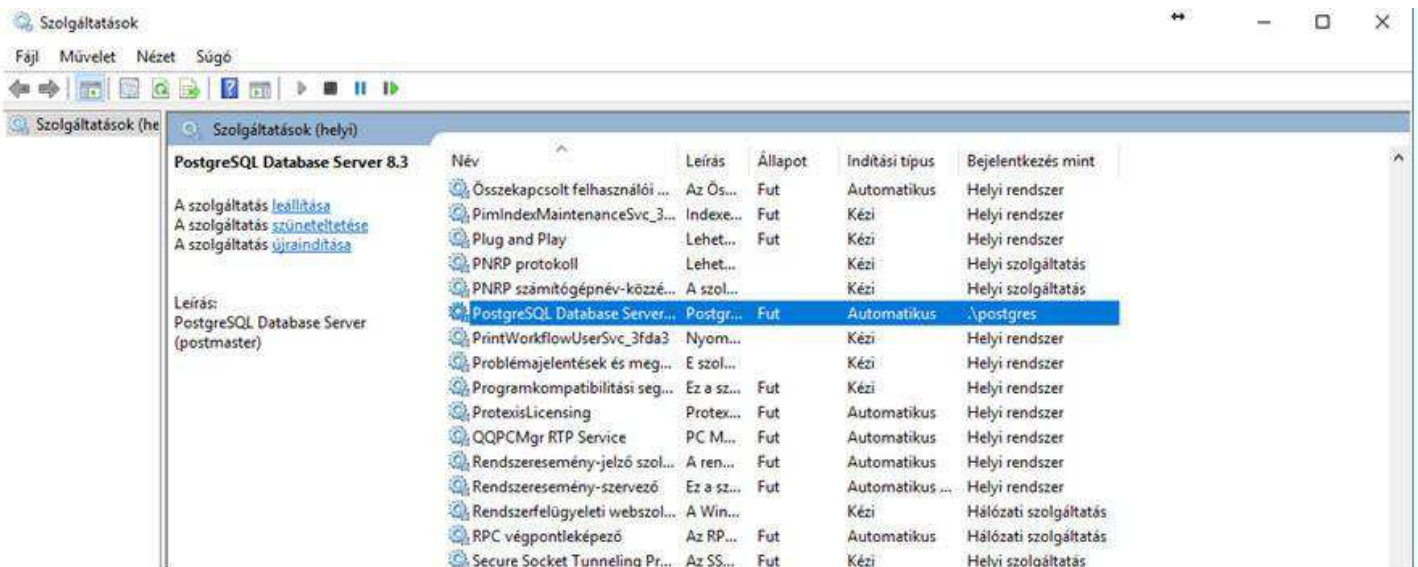 Szolgáltatások
Fájl Művelet Nézet Súgó
Szolgáltatások (he
Szolgáltatások (helyi)
PostgreSQL Database Server 8.3
A szolgáltatás leállítása
A szolgáltatás szüneteltetése
A szolgáltatás újraindítása
Leírás:
PostgreSQL Database Server
(postmaster)
Név Leírás Állapot Indítási típus Bejelentkezés mint
Összekapcsolt felhasználói ... Az Ös... Fut Automatikus Helyi rendszer
PimIndexMaintenanceSvc_3... Indexe... Fut Kézi Helyi rendszer
Plug and Play Lehet... Fut Kézi Helyi rendszer
PNRP protokoll Lehet... Kézi Helyi szolgáltatás
PNRP számítógépnév-közzé... A szol... Kézi Helyi szolgáltatás
PostgreSQL Database Server... Postgr... Fut Automatikus .\postgres
PrintWorkflowUserSvc_3fda3 Nyom... Kézi Helyi rendszer
Problémajelentések és meg... E szol... Kézi Helyi rendszer
Programkompatibilitási seg... Ez a sz... Fut Kézi Helyi rendszer
ProtexisLicensing Protex... Fut Automatikus Helyi rendszer
QQPCMgr RTP Service PC M... Fut Automatikus Helyi rendszer
Rendszeresemény-jelző szol... A ren... Fut Automatikus Helyi rendszer
Rendszeresemény-szervező Ez a sz... Fut Automatikus ... Helyi rendszer
Rendszerfelügyeleti webszol... A Win... Kézi Hálózati szolgáltatás
RPC végpontleképező Az RP... Fut Automatikus Hálózati szolgáltatás
Secure Socket Tunneling Pr... Az SS... Fut Kézi Helyi szolgáltatás